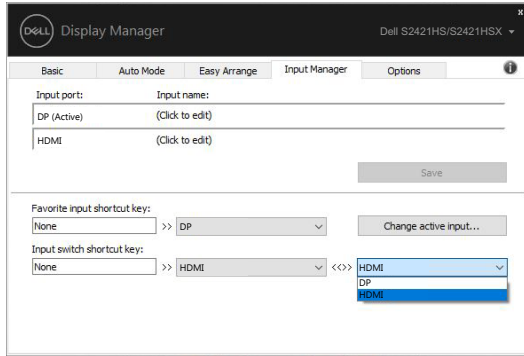 DELL Display Manager Dell S2421HS/S2421HSX
Basic Auto Mode Easy Arrange Input Manager Options
Input port: Input name:
DP (Active) (Click to edit)
HDMI (Click to edit)
Save
Favorite input shortcut key:
None >> DP Change active input...
Input switch shortcut key:
None >> HDMI <<>> HDMI
DP
HDMI